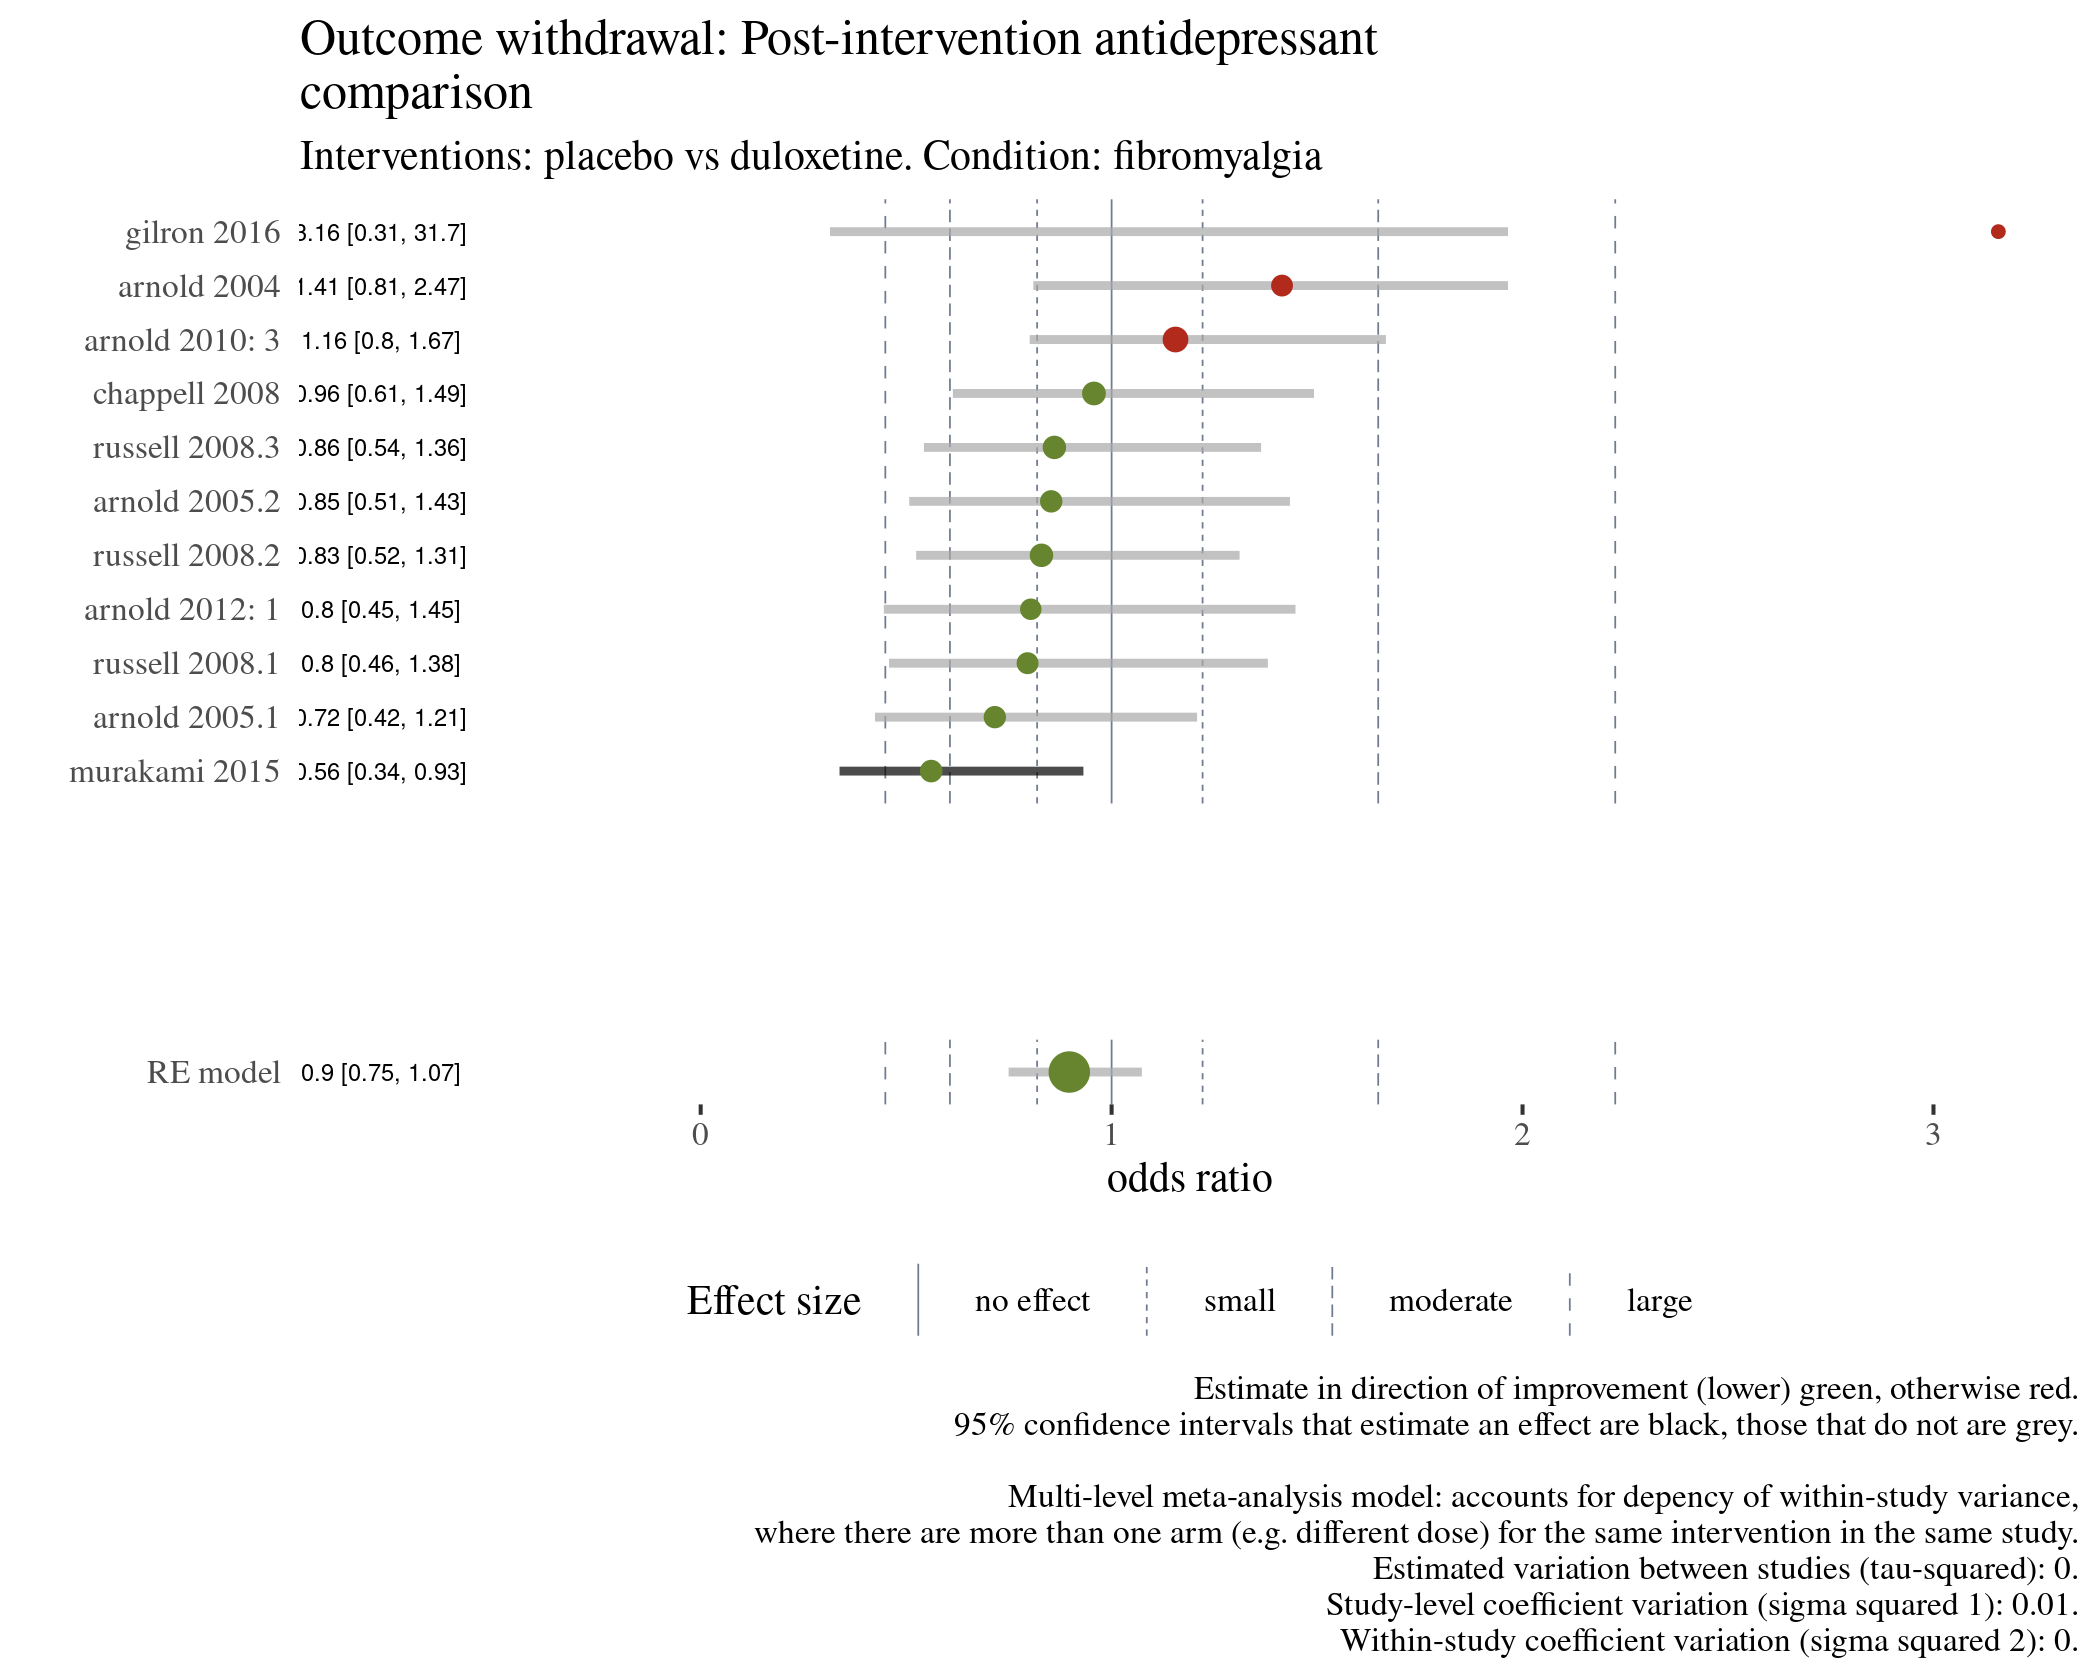 Outcome withdrawal: Post-intervention antidepressant
comparison
Interventions: placebo vs duloxetine. Condition: fibromyalgia
gilron 2016 3.16 [0.31, 31.7]
arnold 2004 1.41 [0.81, 2.47]
arnold 2010: 3 1.16 [0.8, 1.67]
chappell 2008 0.96 [0.61, 1.49]
russell 2008.3 0.86 [0.54, 1.36]
arnold 2005.2 0.85 [0.51, 1.43]
russell 2008.2 0.83 [0.52, 1.31]
arnold 2012: 1 0.8 [0.45, 1.45]
russell 2008.1 0.8 [0.46, 1.38]
arnold 2005.1 0.72 [0.42, 1.21]
murakami 2015 0.56 [0.34, 0.93]
RE model 0.9 [0.75, 1.07]
0 1 2 3
odds ratio
Effect size no effect small moderate large
Estimate in direction of improvement (lower) green, otherwise red.
95% confidence intervals that estimate an effect are black, those that do not are grey.
Multi-level meta-analysis model: accounts for depency of within-study variance,
where there are more than one arm (e.g. different dose) for the same intervention in the same study.
Estimated variation between studies (tau-squared): 0.
Study-level coefficient variation (sigma squared 1): 0.01.
Within-study coefficient variation (sigma squared 2): 0.